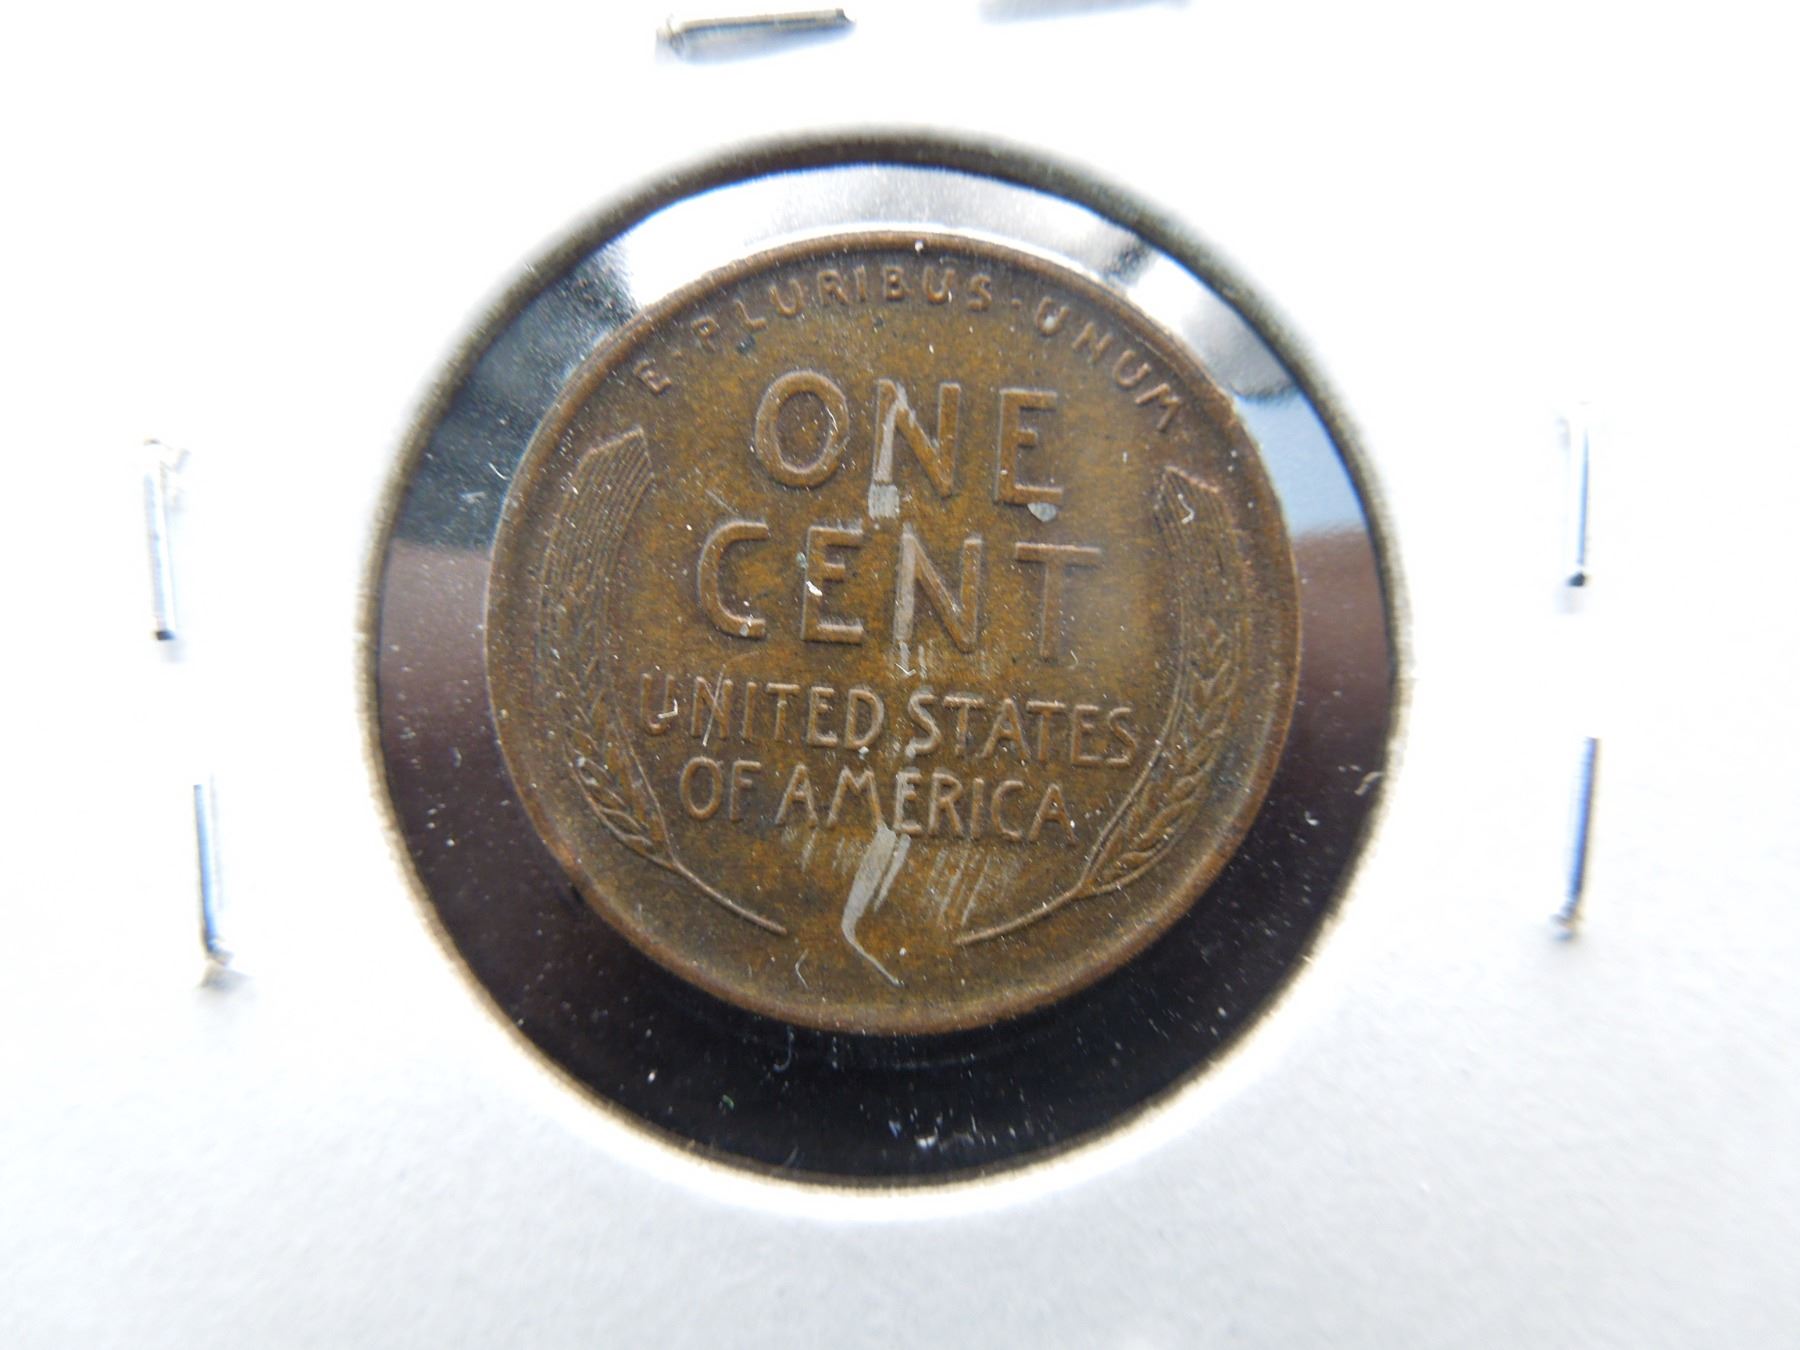 E · PLURIBUS · UNUM
ONE
CENT
UNITED STATES
OF AMERICA